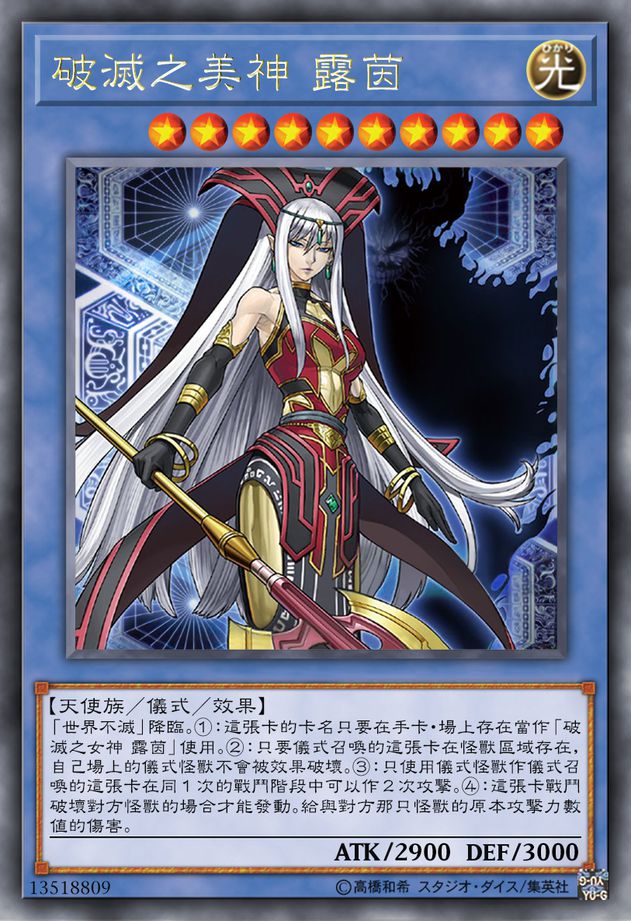 破滅之美神 露茵
ひかり
光
【天使族／儀式／效果】
「世界不滅」降臨。①：這張卡的卡名只要在手卡・場上存在當作「破
滅之女神 露茵」使用。②：只要儀式召喚的這張卡在怪獸區域存在，
自己場上的儀式怪獸不會被效果破壞。③：只使用儀式怪獸作儀式召
喚的這張卡在同１次的戰鬥階段中可以作２次攻擊。④：這張卡戰鬥
破壞對方怪獸的場合才能發動。給與對方那只怪獸的原本攻擊力數
值的傷害。
ATK/2900 DEF/3000
13518809
©高橋和希 スタジオ・ダイス/集英社
YU-G